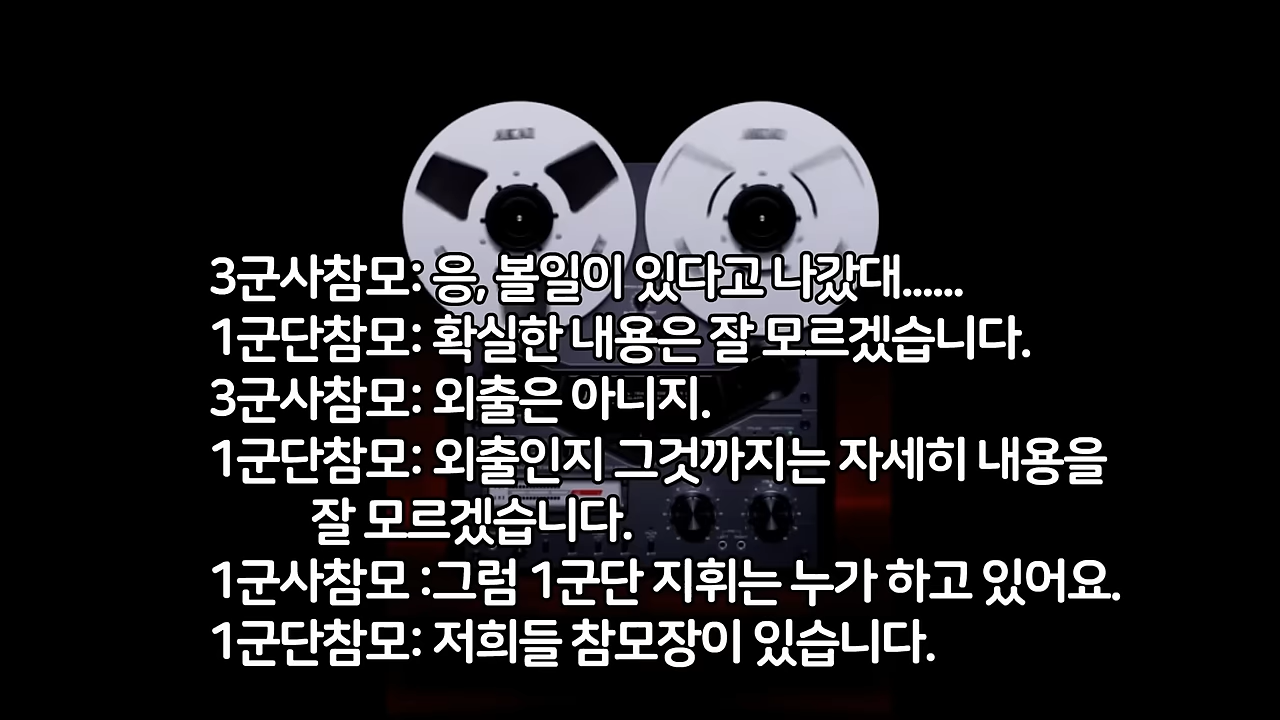 3군사참모: 응, 볼일이 있다고 나갔대......
1군단참모: 확실한 내용은 잘 모르겠습니다.
3군사참모: 외출은 아니지.
1군단참모: 외출인지 그것까지는 자세히 내용을
잘 모르겠습니다.
1군사참모 :그럼 1군단 지휘는 누가 하고 있어요.
1군단참모: 저희들 참모장이 있습니다.